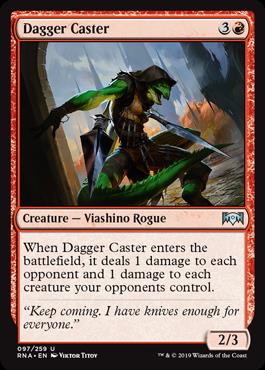 Dagger Caster 3
Creature — Viashino Rogue
When Dagger Caster enters the
battlefield, it deals 1 damage to each
opponent and 1 damage to each
creature your opponents control.
“Keep coming. I have knives enough for
everyone.”
2/3
097/259 U
RNA • EN Viktor Titov
™ & © 2019 Wizards of the Coast